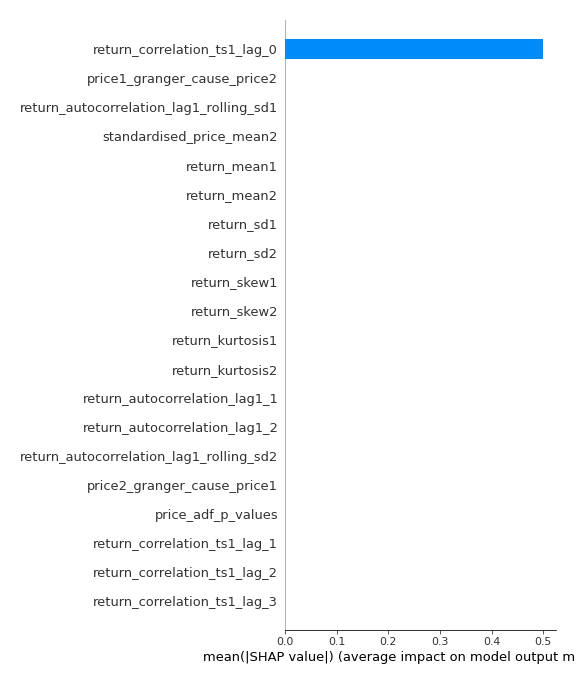 return_correlation_ts1_lag_0
price1_granger_cause_price2
return_autocorrelation_lag1_rolling_sd1
standardised_price_mean2
return_mean1
return_mean2
return_sd1
return_sd2
return_skew1
return_skew2
return_kurtosis1
return_kurtosis2
return_autocorrelation_lag1_1
return_autocorrelation_lag1_2
return_autocorrelation_lag1_rolling_sd2
price2_granger_cause_price1
price_adf_p_values
return_correlation_ts1_lag_1
return_correlation_ts1_lag_2
return_correlation_ts1_lag_3
0.0 0.1 0.2 0.3 0.4 0.5
mean(|SHAP value|) (average impact on model output m